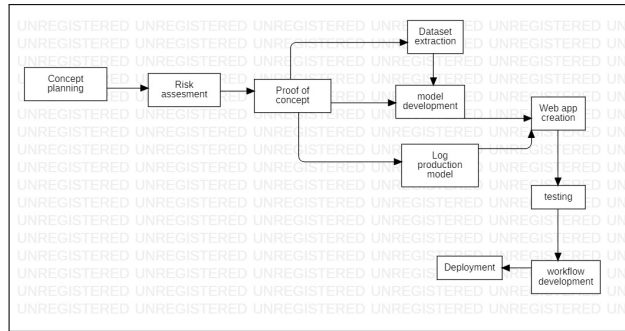 UNREGISTERED UNREGISTERED UNREGISTERED UNREGISTERED UNREGISTERED UN
Concept
planning
Risk
assesment
Proof of
concept
Dataset
extraction
model
development
Log
production
model
Web app
creation
testing
workflow
development
Deployment